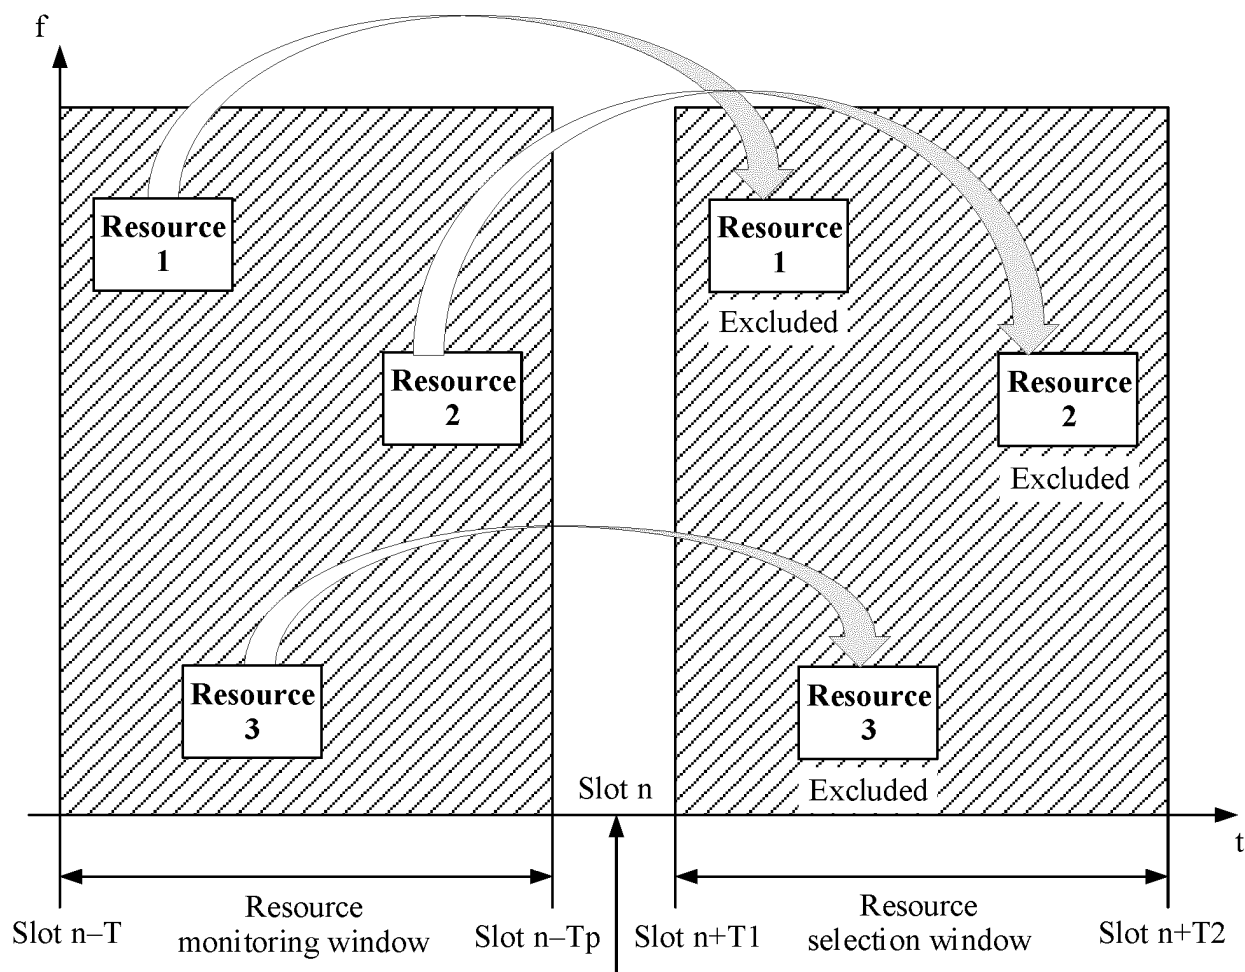 f
Resource
1
Resource
1
Excluded
Resource
2
Resource
2
Excluded
Resource
3
Resource
3
Excluded
Slot n
t
Slot n–T
Resource
monitoring window
Slot n–Tp
Slot n+T1
Resource
selection window
Slot n+T2